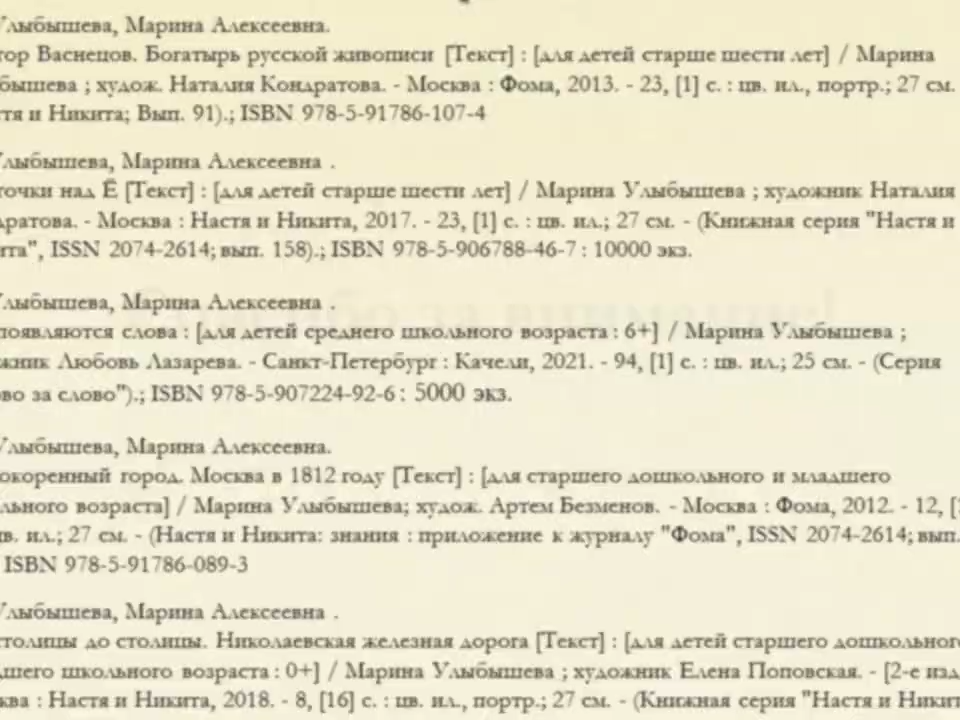 Улыбышева, Марина Алексеевна.
тор Васнецов. Богатырь русской живописи [Текст] : [для детей старше шести лет] / Марина
бышева ; худож. Наталия Кондратова. - Москва : Фома, 2013. - 23, [1] с. : цв. ил., портр.; 27 см.
стя и Никита; Вып. 91).; ISBN 978-5-91786-107-4
Улыбышева, Марина Алексеевна .
точки над Ё [Текст] : [для детей старше шести лет] / Марина Улыбышева ; художник Наталия
дратова. - Москва : Настя и Никита, 2017. - 23, [1] с. : цв. ил.; 27 см. - (Книжная серия "Настя и
ита", ISSN 2074-2614; вып. 158).; ISBN 978-5-906788-46-7 : 10000 экз.
Улыбышева, Марина Алексеевна .
появляются слова : [для детей среднего школьного возраста : 6+] / Марина Улыбышева ;
жник Любовь Лазарева. - Санкт-Петербург : Качели, 2021. - 94, [1] с. : цв. ил.; 25 см. - (Серия
во за слово").; ISBN 978-5-907224-92-6 : 5000 экз.
Улыбышева, Марина Алексеевна.
окоренный город. Москва в 1812 году [Текст] : [для старшего дошкольного и младшего
льного возраста] / Марина Улыбышева; худож. Артем Безменов. - Москва : Фома, 2012. - 12, [
цв. ил.; 27 см. - (Настя и Никита: знания : приложение к журналу "Фома", ISSN 2074-2614; вып.
ISBN 978-5-91786-089-3
Улыбышева, Марина Алексеевна .
столицы до столицы. Николаевская железная дорога [Текст] : [для детей старшего дошкольного
дшего школьного возраста : 0+] / Марина Улыбышева ; художник Елена Поповская. - [2-е изд
ква : Настя и Никита, 2018. - 8, [16] с. : цв. ил., портр.; 27 см. - (Книжная серия "Настя и Никит